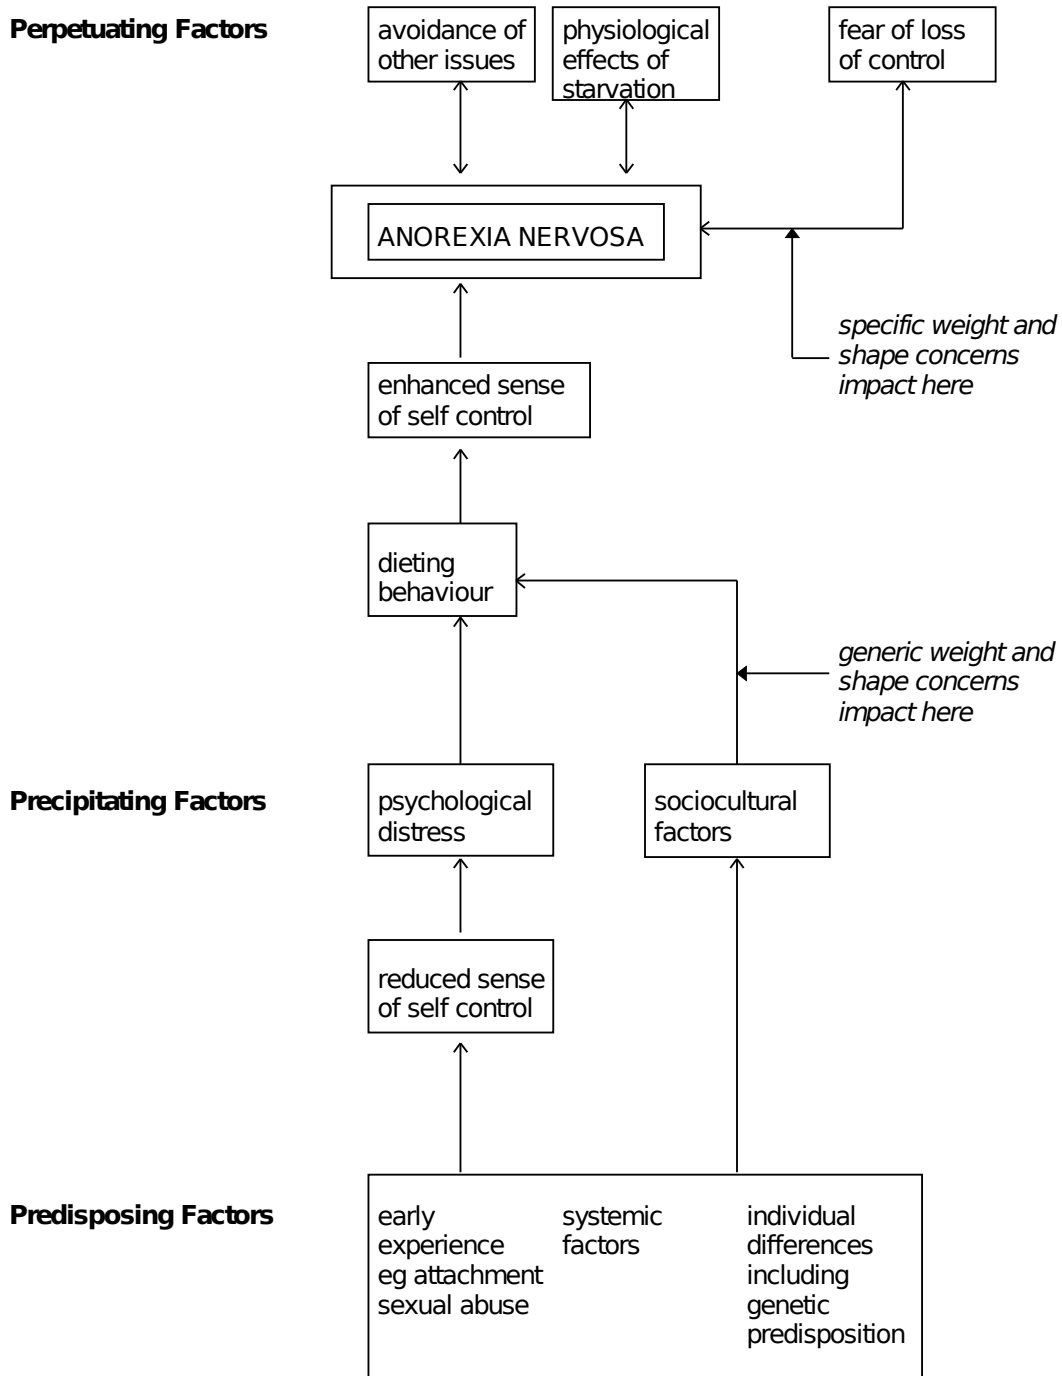 Perpetuating Factors
avoidance of
other issues
physiological
effects of
starvation
fear of loss
of control
ANOREXIA NERVOSA
specific weight and
shape concerns
impact here
enhanced sense
of self control
dieting
behaviour
generic weight and
shape concerns
impact here
Precipitating Factors
psychological
distress
sociocultural
factors
reduced sense
of self control
Predisposing Factors
early
experience
eg attachment
sexual abuse
systemic
factors
individual
differences
including
genetic
predisposition